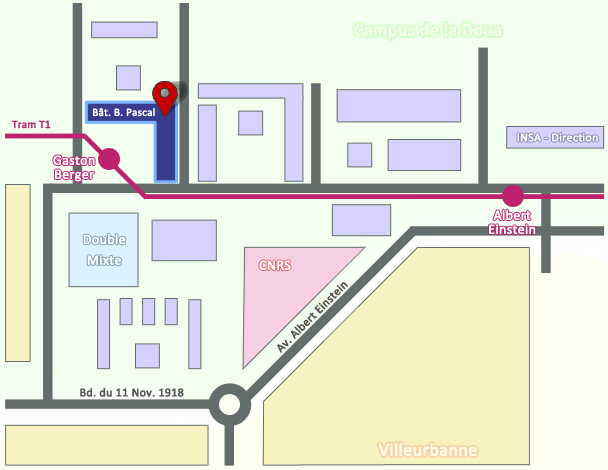 Campus de la Doua
Bât. B. Pascal
Tram T1
INSA - Direction
Gaston
Berger
Albert
Einstein
Double
Mixte
CNRS
Av. Albert Einstein
Bd. du 11 Nov. 1918
Villeurbanne